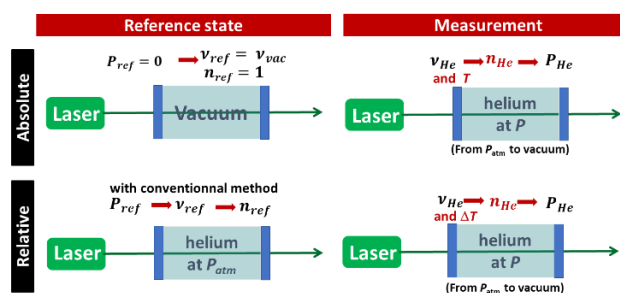 Reference state
Measurement
Absolute
P_ref = 0 → ν_ref = ν_vac
n_ref = 1
Laser
Vacuum
ν_He → n_He → P_He
and T
Laser
helium
at P
(From P_atm to vacuum)
Relative
with conventionnal method
P_ref → ν_ref → n_ref
Laser
helium
at P_atm
ν_He → n_He → P_He
and ΔT
Laser
helium
at P
(From P_atm to vacuum)